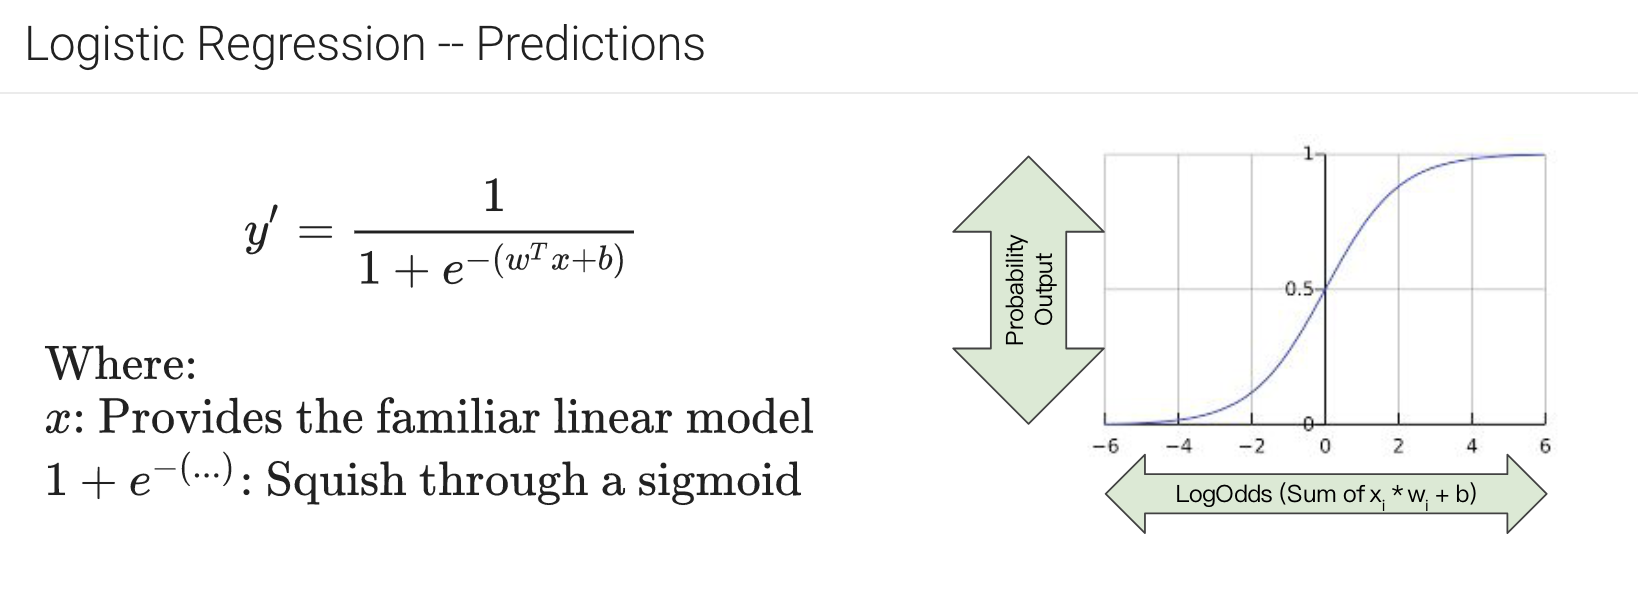 Logistic Regression -- Predictions
y′ = 1 / (1 + e^−(w^T x+b))
Where:
x: Provides the familiar linear model
1 + e^−(...): Squish through a sigmoid
Probability
Output
1
0.5
0
−6 −4 −2 0 2 4 6
LogOdds (Sum of x_i * w_i + b)